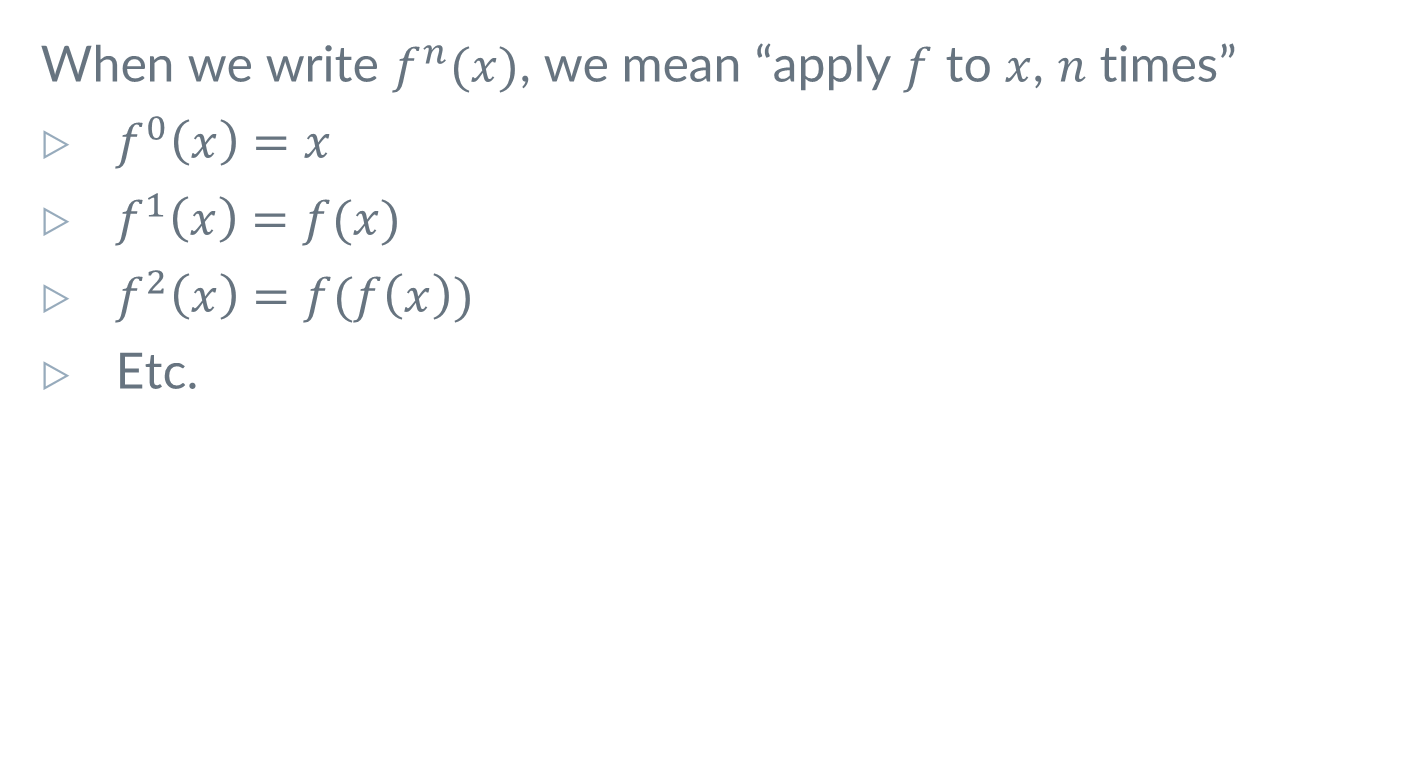 When we write 𝑓ⁿ(𝑥), we mean “apply 𝑓 to 𝑥, 𝑛 times”
▷ 𝑓⁰(𝑥) = 𝑥
▷ 𝑓¹(𝑥) = 𝑓(𝑥)
▷ 𝑓²(𝑥) = 𝑓(𝑓(𝑥))
▷ Etc.